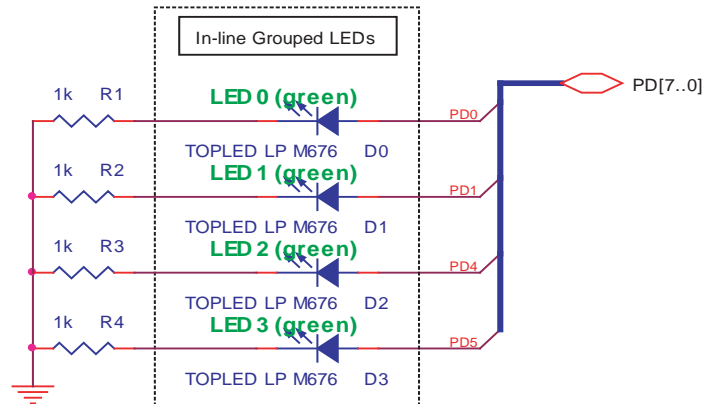 In-line Grouped LEDs
PD[7..0]
1k R1 LED 0 (green) PD0
TOPLED LP M676 D0
1k R2 LED 1 (green) PD1
TOPLED LP M676 D1
1k R3 LED 2 (green) PD4
TOPLED LP M676 D2
1k R4 LED 3 (green) PD5
TOPLED LP M676 D3